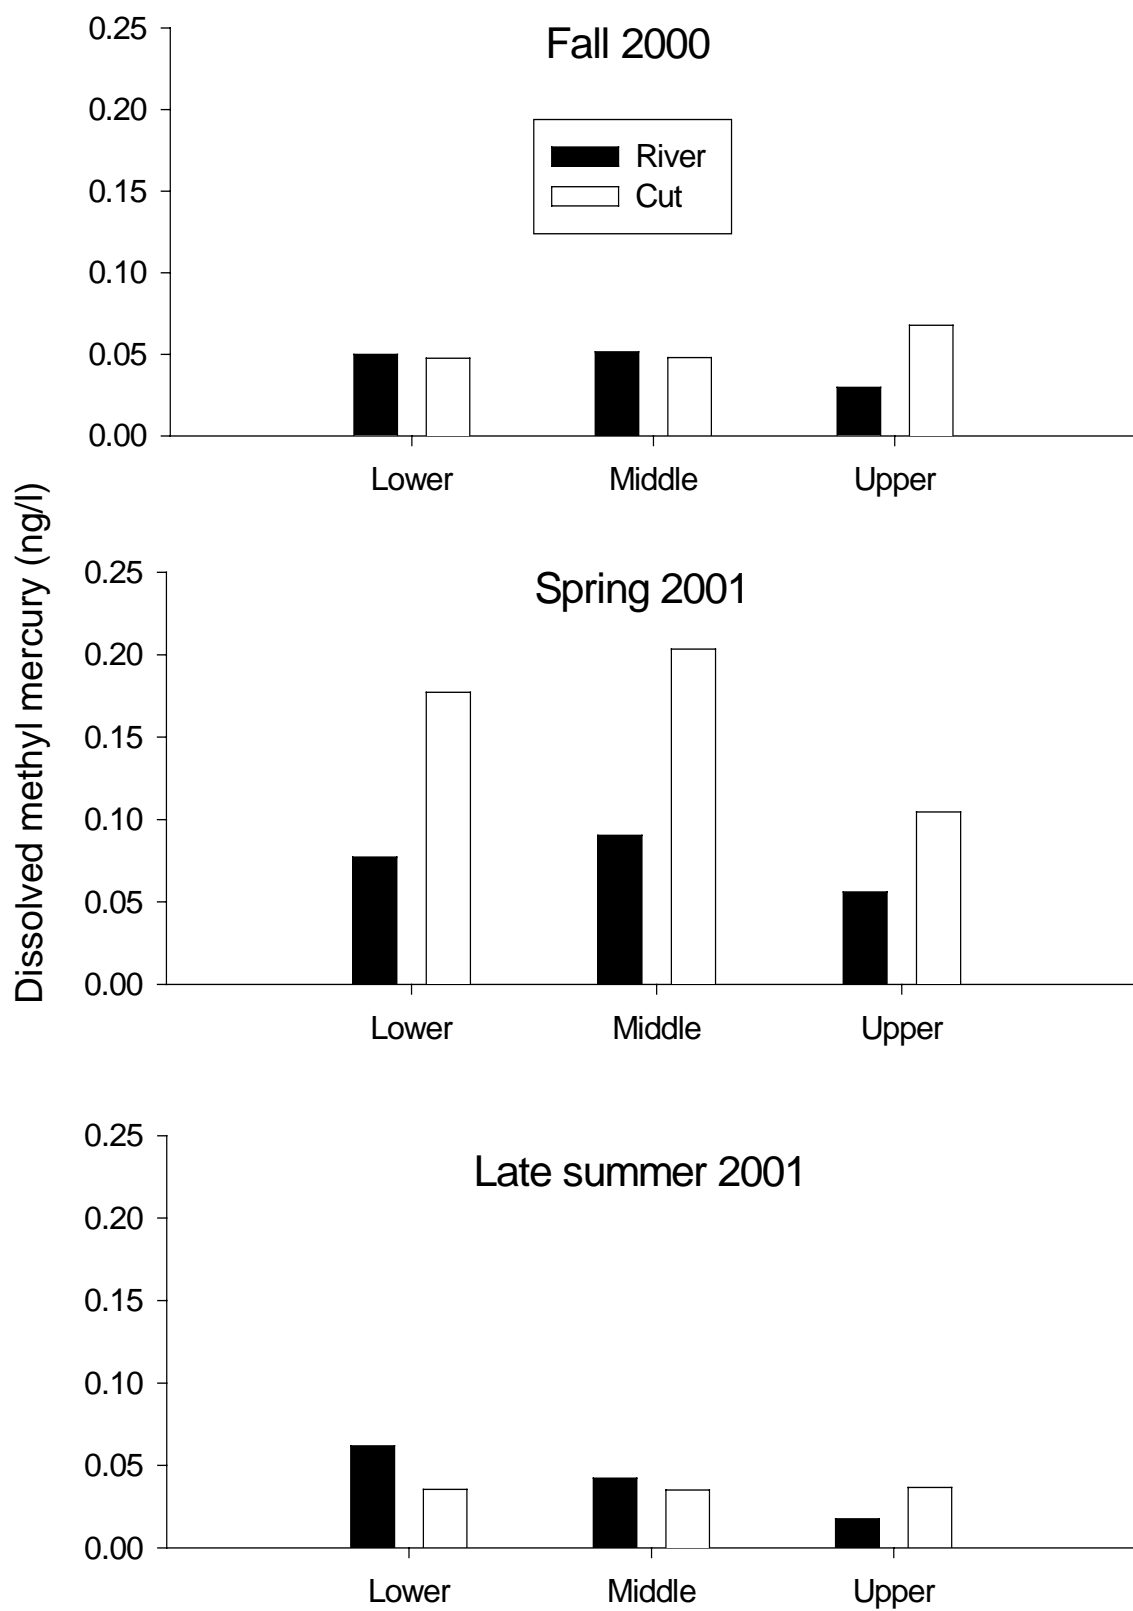 Fall 2000
River
Cut
0.25
0.20
0.15
0.10
0.05
0.00
Lower Middle Upper
Dissolved methyl mercury (ng/l)
Spring 2001
0.25
0.20
0.15
0.10
0.05
0.00
Lower Middle Upper
Late summer 2001
0.25
0.20
0.15
0.10
0.05
0.00
Lower Middle Upper